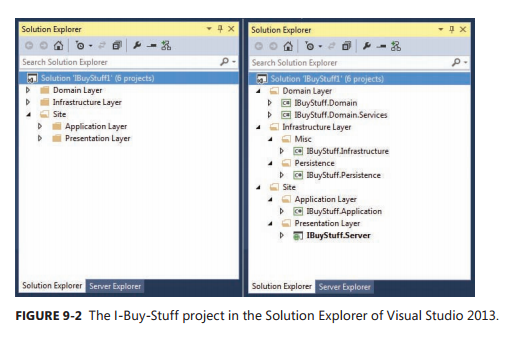 Solution Explorer
Search Solution Explorer
Solution 'IBuyStuff1' (6 projects)
Domain Layer
Infrastructure Layer
Site
Application Layer
Presentation Layer
Solution Explorer Server Explorer
Solution Explorer
Search Solution Explorer
Solution 'IBuyStuff1' (6 projects)
Domain Layer
C# IBuyStuff.Domain
C# IBuyStuff.Domain.Services
Infrastructure Layer
Misc
C# IBuyStuff.Infrastructure
Persistence
C# IBuyStuff.Persistence
Site
Application Layer
C# IBuyStuff.Application
Presentation Layer
IBuyStuff.Server
Solution Explorer Server Explorer
FIGURE 9-2 The I-Buy-Stuff project in the Solution Explorer of Visual Studio 2013.